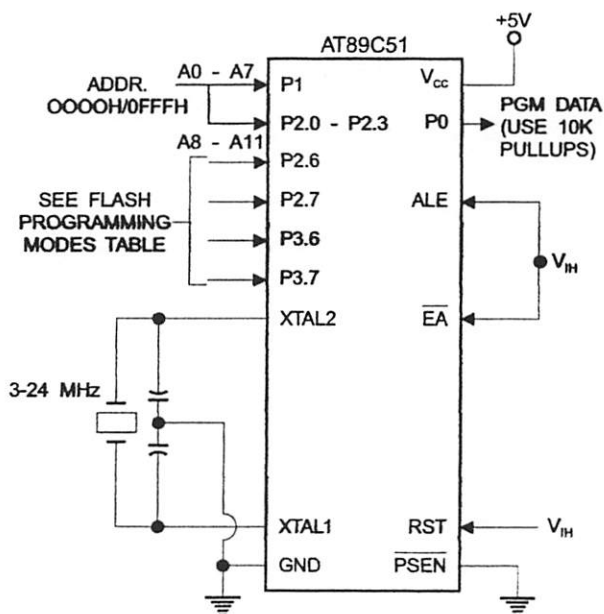 AT89C51
+5V
A0 - A7
ADDR.
OOOOH/0FFFH
P1
VCC
P2.0 - P2.3
P0
PGM DATA
(USE 10K
PULLUPS)
A8 - A11
P2.6
SEE FLASH
PROGRAMMING
MODES TABLE
P2.7
ALE
P3.6
VIH
P3.7
XTAL2
EA
3-24 MHz
XTAL1
RST
VIH
GND
PSEN